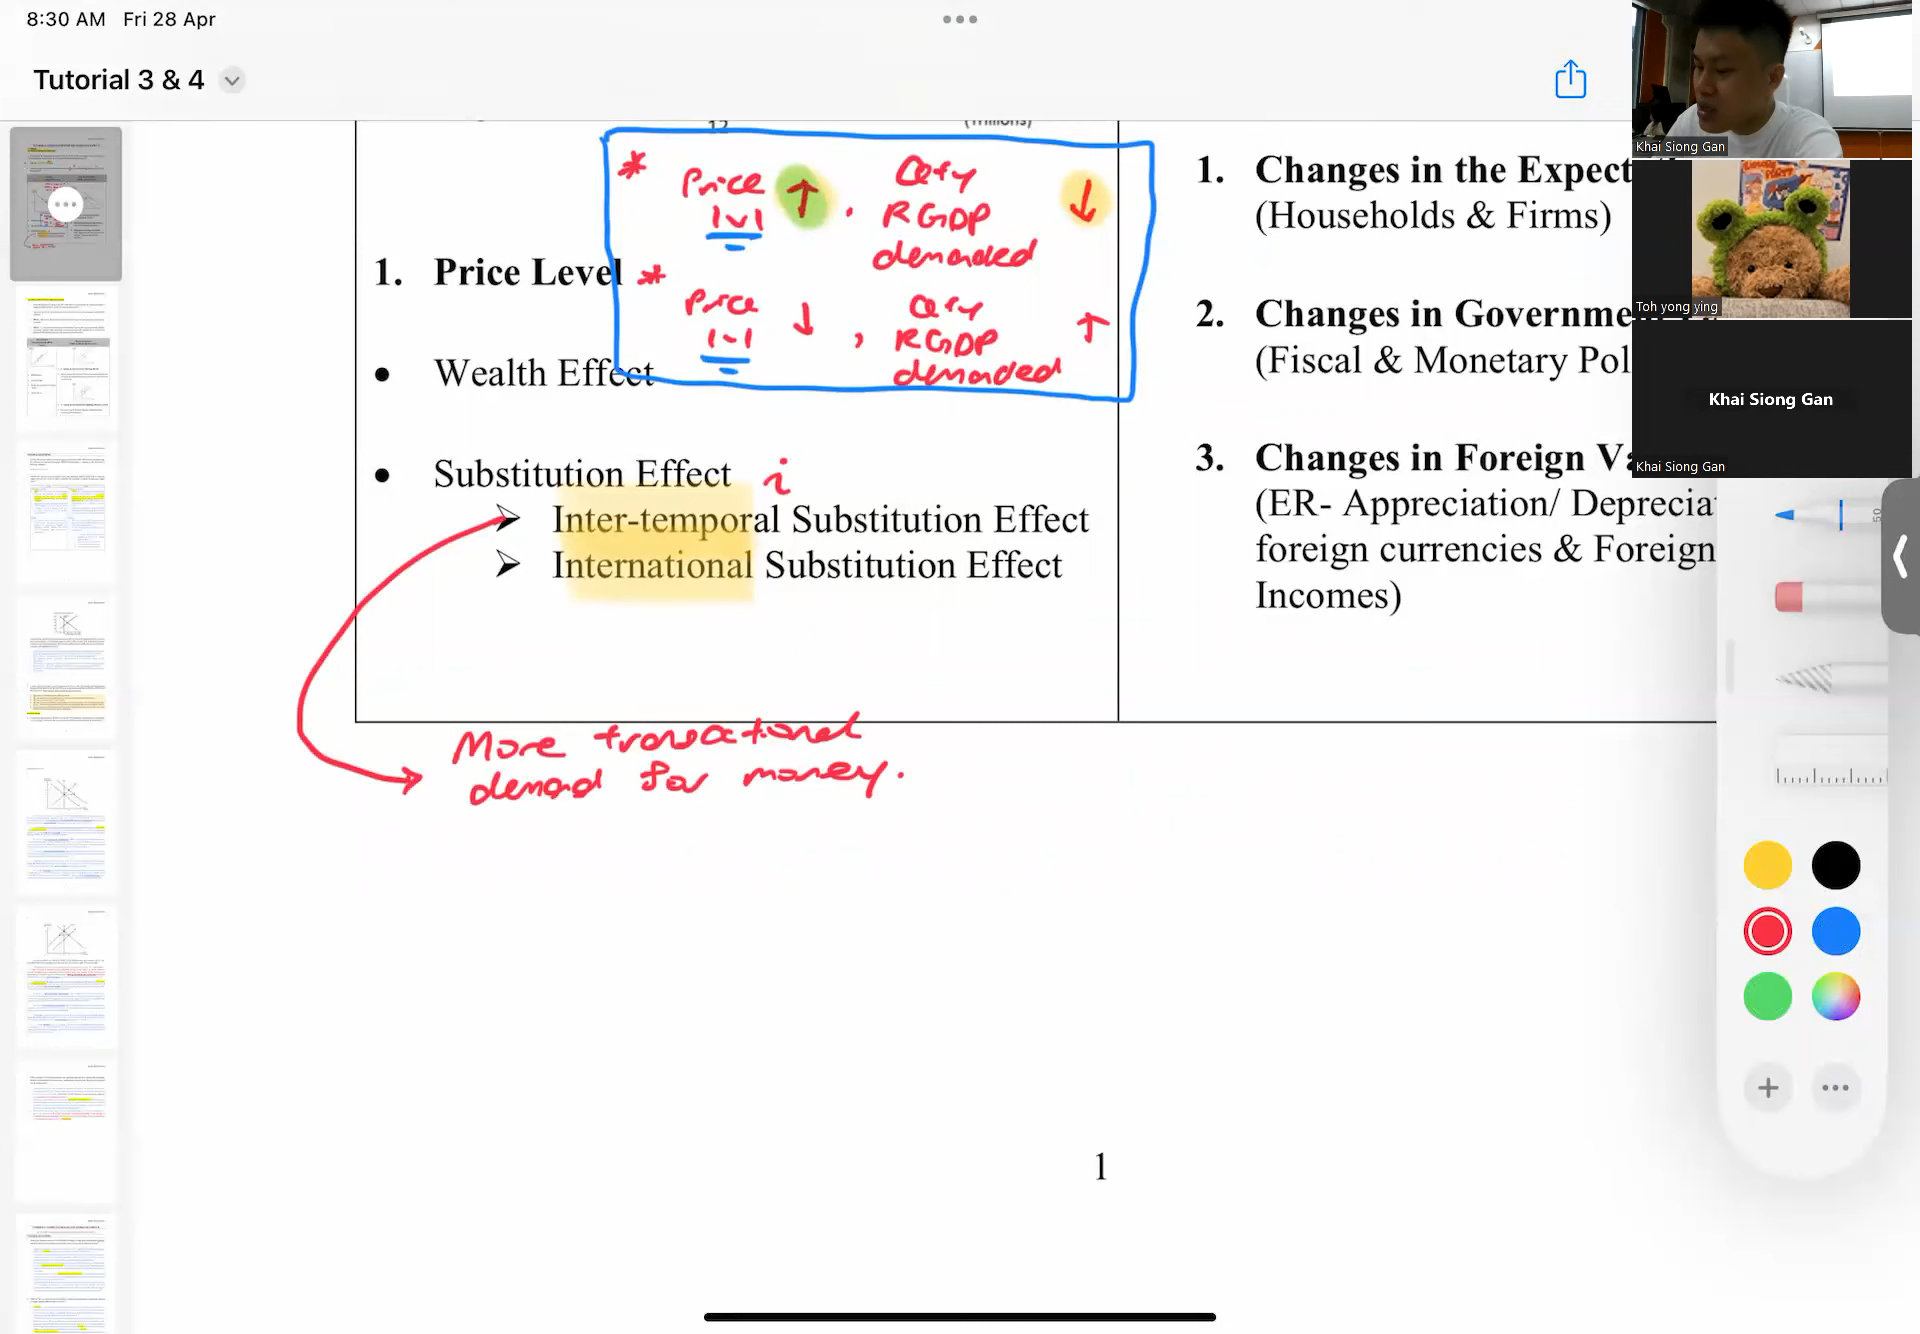 8:30 AM Fri 28 Apr
Tutorial 3 & 4
12
(Trillions)
* Price ↑ . Qty ↓
lvl RGDP
demanded
1. Price Level *
Price ↓ , Qty ↑
lvl RGDP
demanded
• Wealth Effect
• Substitution Effect i
➢ Inter-temporal Substitution Effect
➢ International Substitution Effect
More transactional
demand for money.
1. Changes in the Expect
(Households & Firms)
2. Changes in Governme
(Fiscal & Monetary Pol
3. Changes in Foreign Va
(ER- Appreciation/ Deprecia
foreign currencies & Foreign
Incomes)
1
Khai Siong Gan
Toh yong ying
Khai Siong Gan
Khai Siong Gan
50